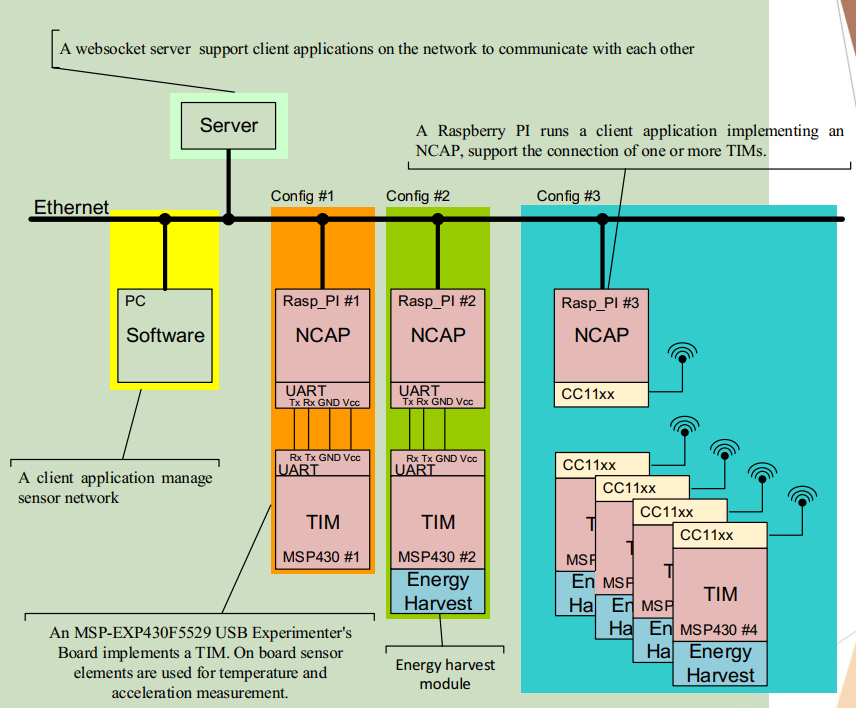 A websocket server support client applications on the network to communicate with each other
Server
A Raspberry PI runs a client application implementing an
NCAP, support the connection of one or more TIMs.
Ethernet
Config #1
Config #2
Config #3
PC
Software
Rasp_PI #1
NCAP
UART
Tx Rx GND Vcc
Rx Tx GND Vcc
UART
TIM
MSP430 #1
Rasp_PI #2
NCAP
UART
Tx Rx GND Vcc
Rx Tx GND Vcc
UART
TIM
MSP430 #2
Energy
Harvest
Rasp_PI #3
NCAP
CC11xx
CC11xx
T
MSP
En
Ha
CC11xx
T
MSP
En
Ha
CC11xx
T
MSP
En
Ha
CC11xx
TIM
MSP430 #4
Energy
Harvest
A client application manage
sensor network
An MSP-EXP430F5529 USB Experimenter's
Board implements a TIM. On board sensor
elements are used for temperature and
acceleration measurement.
Energy harvest
module